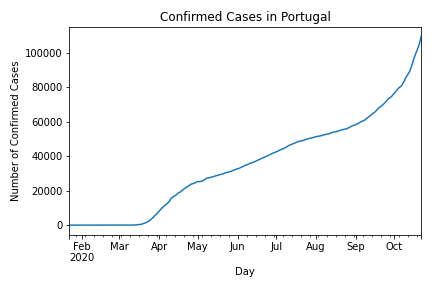 Confirmed Cases in Portugal
Number of Confirmed Cases
100000
80000
60000
40000
20000
0
Feb Mar Apr May Jun Jul Aug Sep Oct
2020
Day